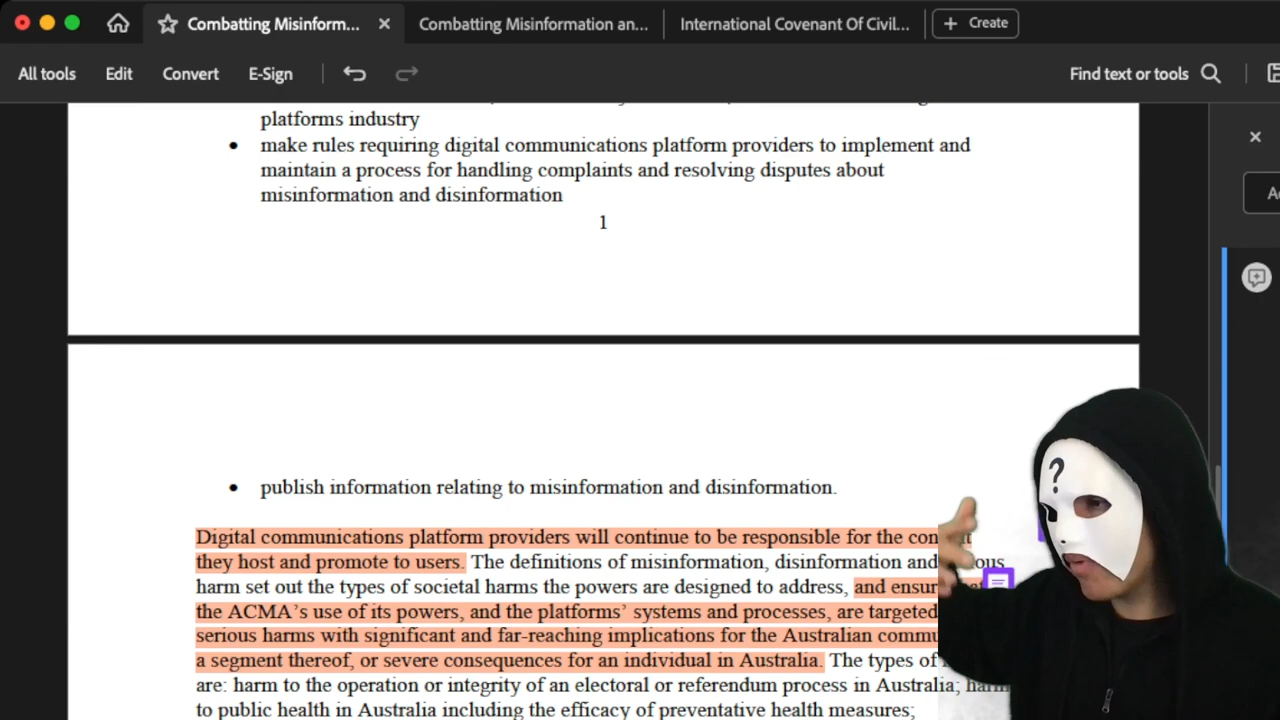 Combatting Misinform...
Combatting Misinformation an...
International Covenant Of Civil...
Create
All tools
Edit
Convert
E-Sign
Find text or tools
platforms industry
• make rules requiring digital communications platform providers to implement and
maintain a process for handling complaints and resolving disputes about
misinformation and disinformation
1
• publish information relating to misinformation and disinformation.
Digital communications platform providers will continue to be responsible for the
they host and promote to users. The definitions of misinformation, disinformation and
harm set out the types of societal harms the powers are designed to address, and
the ACMA's use of its powers, and the platforms' systems and processes, are targeted
serious harms with significant and far-reaching implications for the Australian
a segment thereof, or severe consequences for an individual in Australia. The types of
are: harm to the operation or integrity of an electoral or referendum process in Australia; harm
to public health in Australia including the efficacy of preventative health measures;
?